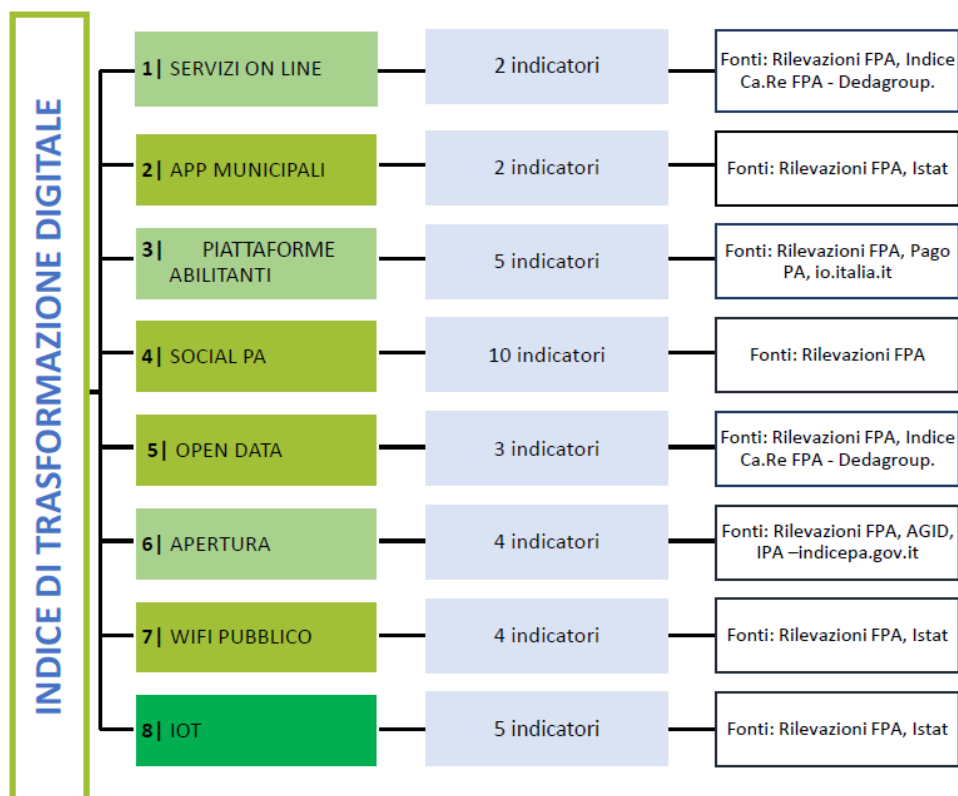 INDICE DI TRASFORMAZIONE DIGITALE
1| SERVIZI ON LINE
2 indicatori
Fonti: Rilevazioni FPA, Indice
Ca.Re FPA - Dedagroup.
2| APP MUNICIPALI
2 indicatori
Fonti: Rilevazioni FPA, Istat
3| PIATTAFORME
ABILITANTI
5 indicatori
Fonti: Rilevazioni FPA, Pago
PA, io.italia.it
4| SOCIAL PA
10 indicatori
Fonti: Rilevazioni FPA
5| OPEN DATA
3 indicatori
Fonti: Rilevazioni FPA, Indice
Ca.Re FPA - Dedagroup.
6| APERTURA
4 indicatori
Fonti: Rilevazioni FPA, AGID,
IPA –indicepa.gov.it
7| WIFI PUBBLICO
4 indicatori
Fonti: Rilevazioni FPA, Istat
8| IOT
5 indicatori
Fonti: Rilevazioni FPA, Istat